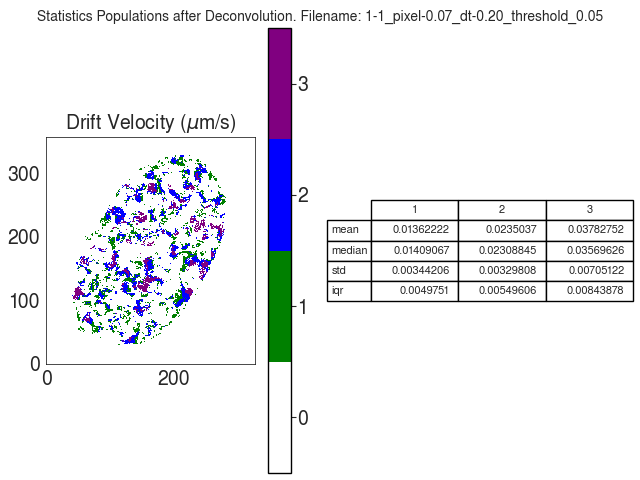 Statistics Populations after Deconvolution. Filename: 1-1_pixel-0.07_dt-0.20_threshold_0.05
Drift Velocity (μm/s)
300
200
100
0
0 200
3
2
1
0
1 2 3
mean 0.01362222 0.0235037 0.03782752
median 0.01409067 0.02308845 0.03569626
std 0.00344206 0.00329808 0.00705122
iqr 0.0049751 0.00549606 0.00843878